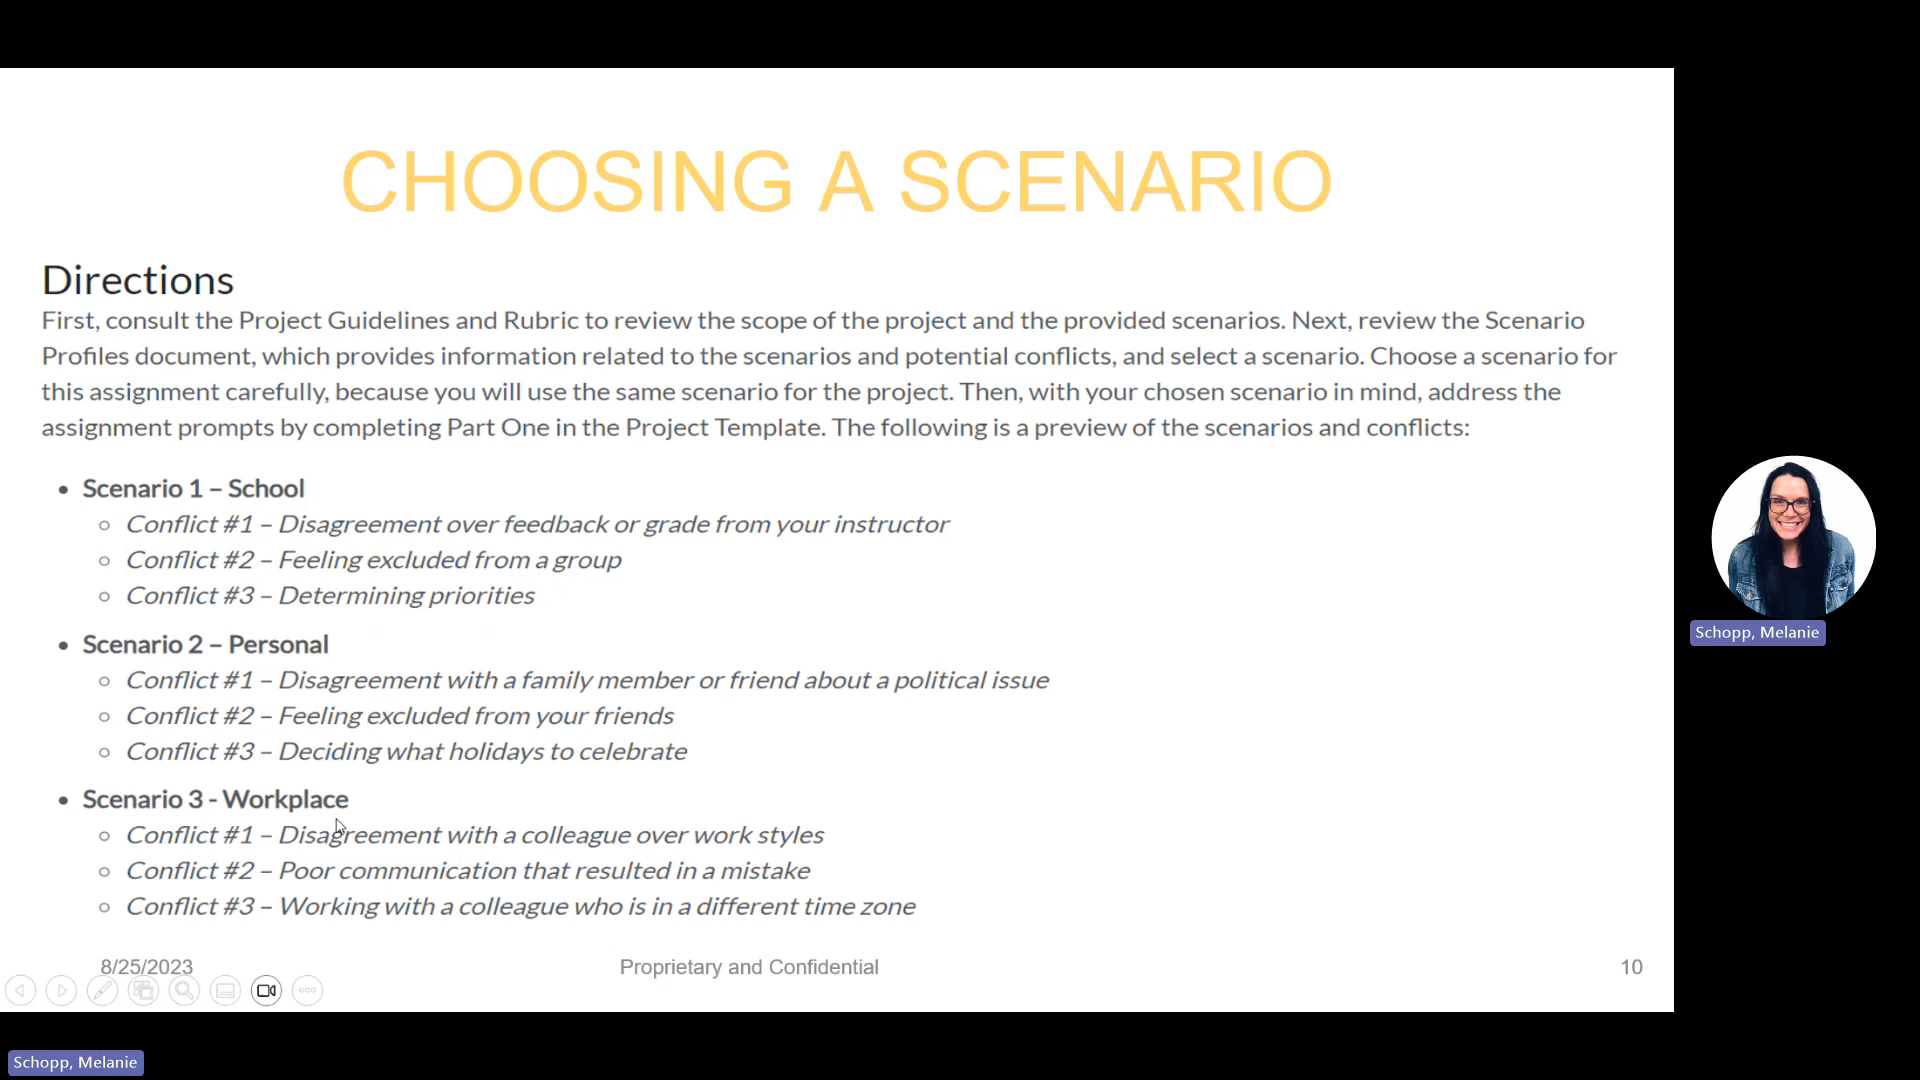 CHOOSING A SCENARIO
Directions
First, consult the Project Guidelines and Rubric to review the scope of the project and the provided scenarios. Next, review the Scenario
Profiles document, which provides information related to the scenarios and potential conflicts, and select a scenario. Choose a scenario for
this assignment carefully, because you will use the same scenario for the project. Then, with your chosen scenario in mind, address the
assignment prompts by completing Part One in the Project Template. The following is a preview of the scenarios and conflicts:
• Scenario 1 – School
○ Conflict #1 – Disagreement over feedback or grade from your instructor
○ Conflict #2 – Feeling excluded from a group
○ Conflict #3 – Determining priorities
• Scenario 2 – Personal
○ Conflict #1 – Disagreement with a family member or friend about a political issue
○ Conflict #2 – Feeling excluded from your friends
○ Conflict #3 – Deciding what holidays to celebrate
• Scenario 3 - Workplace
○ Conflict #1 – Disagreement with a colleague over work styles
○ Conflict #2 – Poor communication that resulted in a mistake
○ Conflict #3 – Working with a colleague who is in a different time zone
8/25/2023
Proprietary and Confidential
10
Schopp, Melanie
Schopp, Melanie